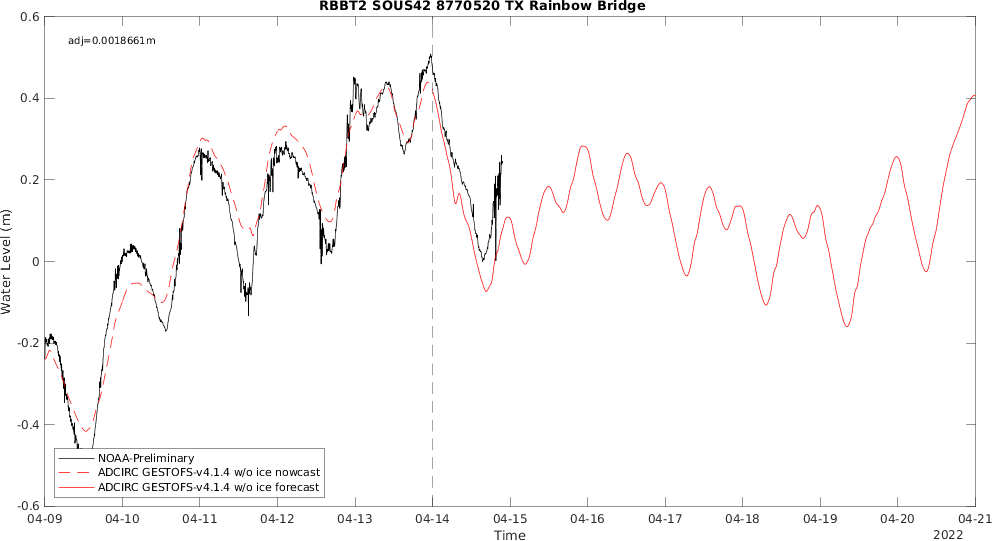 RBBT2 SOUS42 8770520 TX Rainbow Bridge
adj=0.0018661m
0.6
0.4
0.2
0
-0.2
-0.4
-0.6
Water Level (m)
NOAA-Preliminary
ADCIRC GESTOFS-v4.1.4 w/o ice nowcast
ADCIRC GESTOFS-v4.1.4 w/o ice forecast
04-09 04-10 04-11 04-12 04-13 04-14 04-15 04-16 04-17 04-18 04-19 04-20 04-21
Time
2022